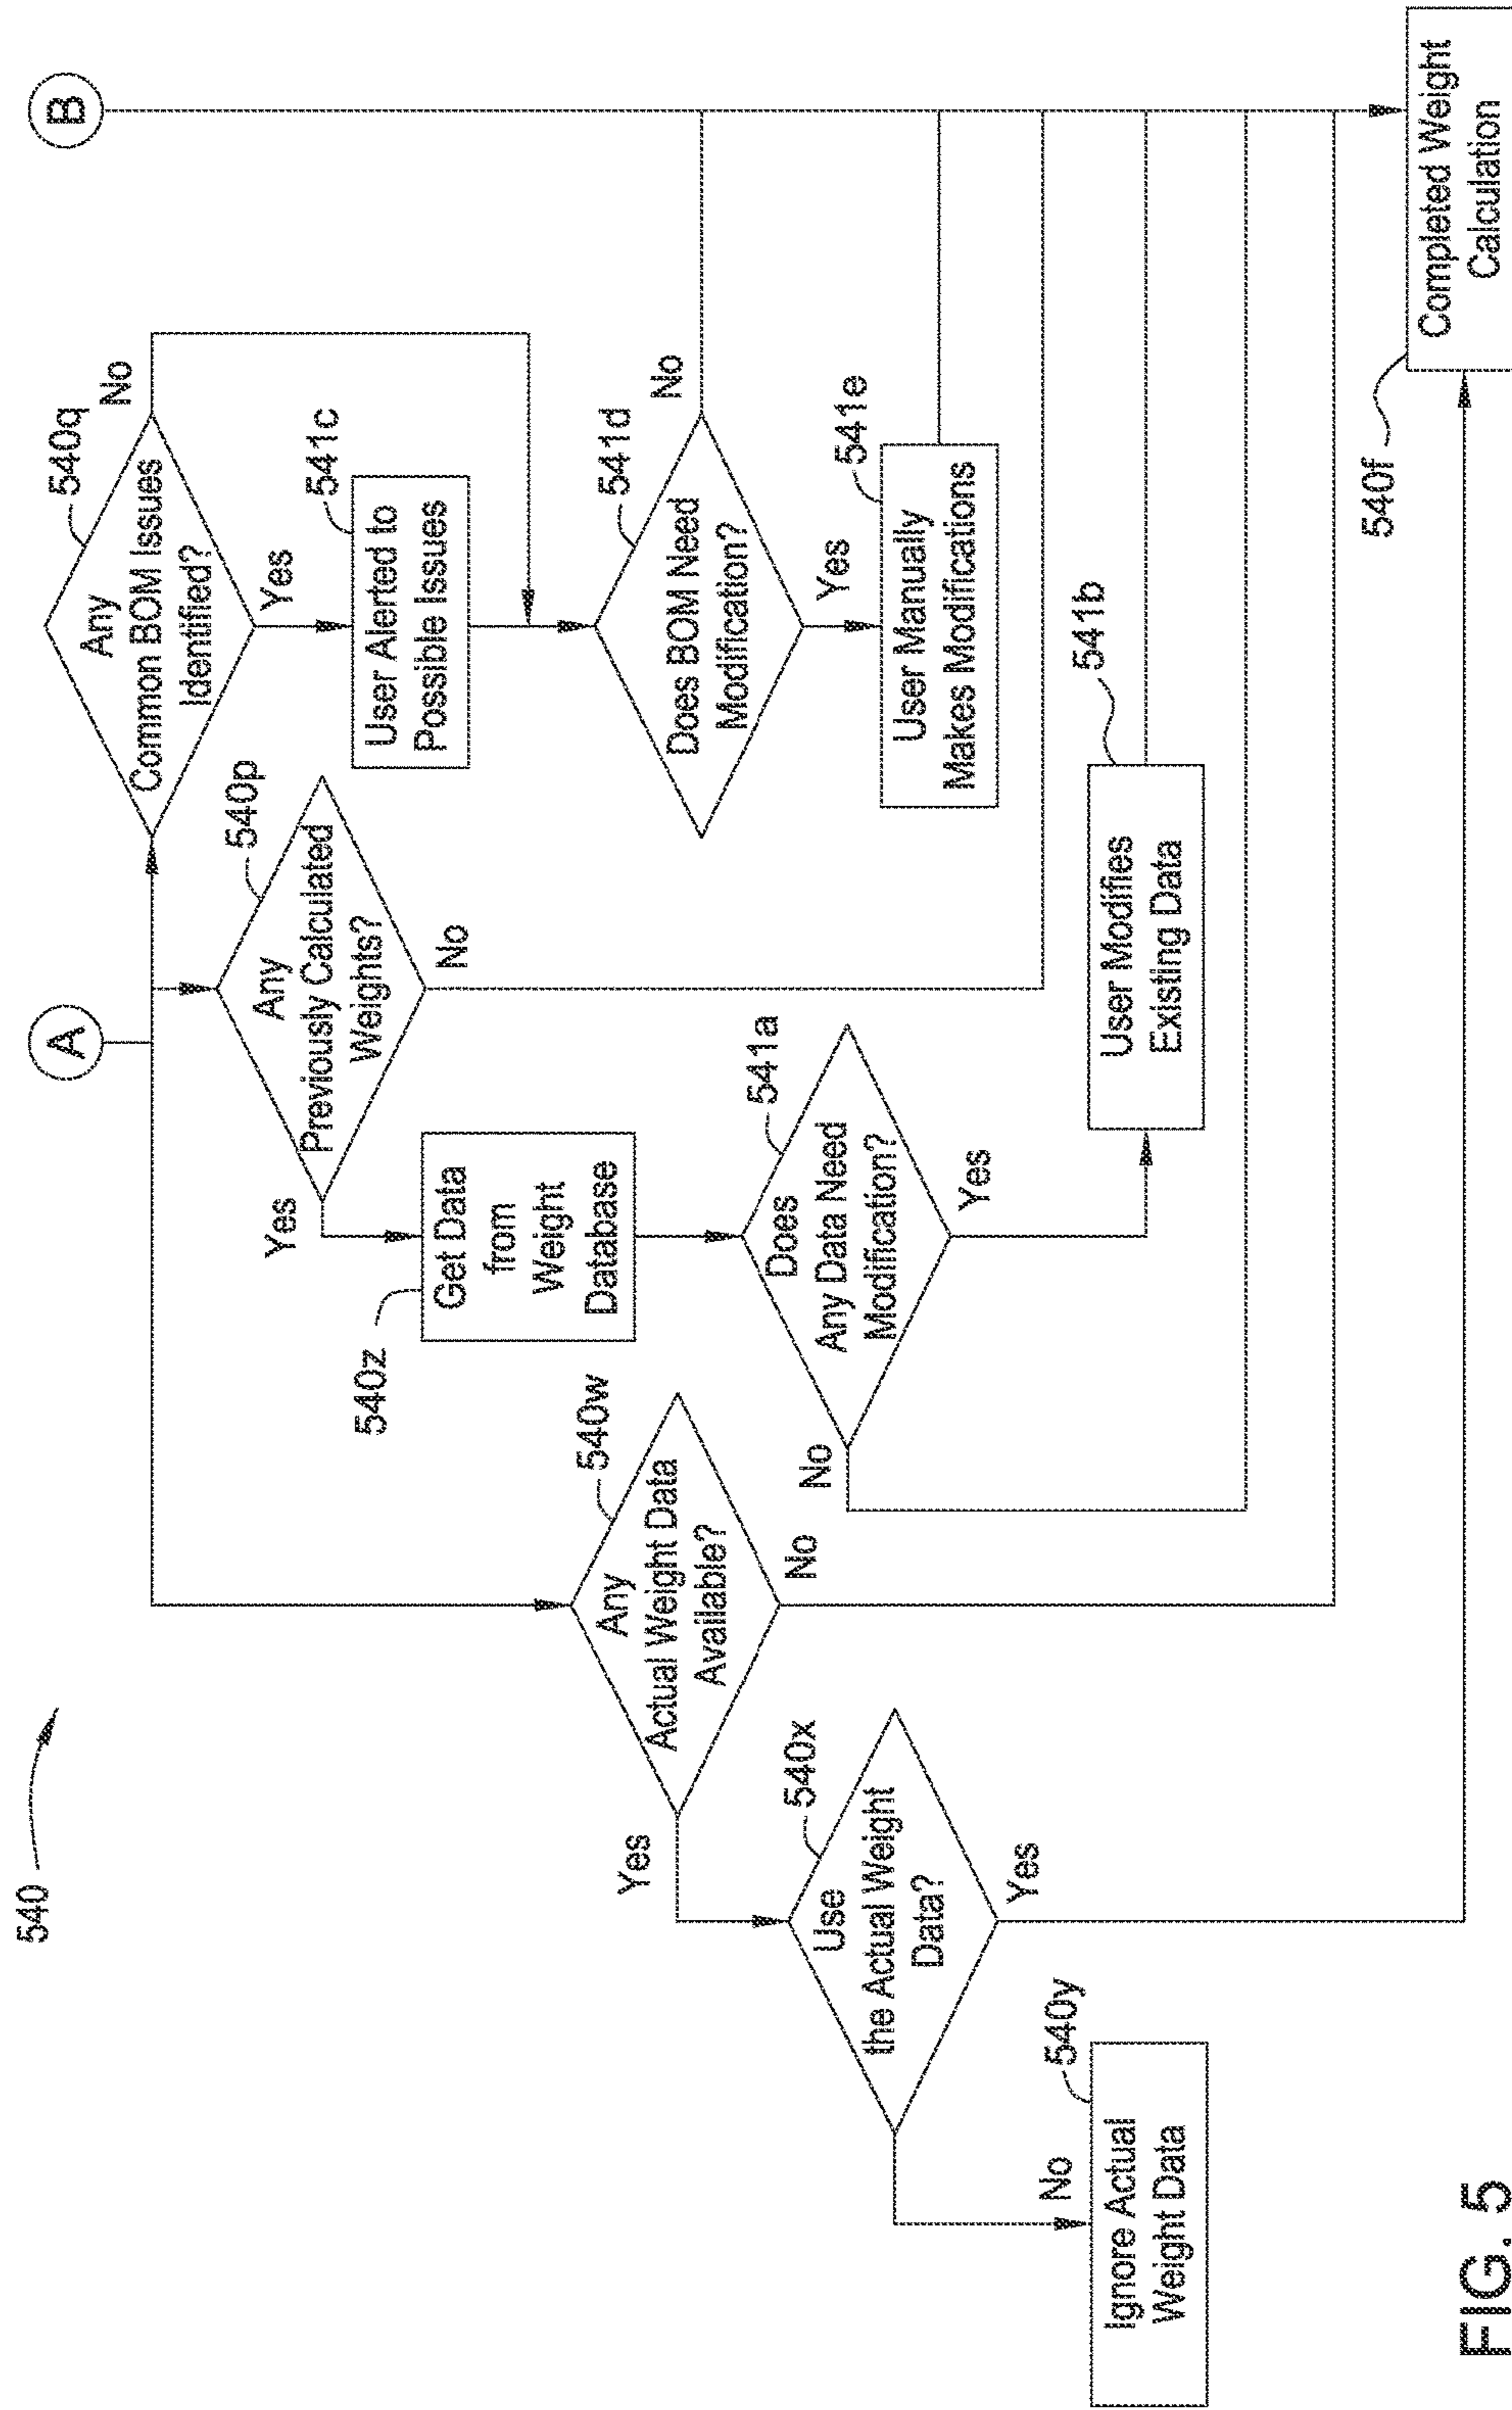 540
A
B
Any
Common BOM Issues
Identified?
540q
No
Yes
Any
Previously Calculated
Weights?
540p
Yes
No
User Alerted to
Possible Issues
541c
Get Data
from
Weight
Database
540z
Any
Actual Weight Data
Available?
540w
Yes
No
Does BOM Need
Modification?
541d
No
Yes
Does
Any Data Need
Modification?
541a
No
Yes
Use
the Actual Weight
Data?
540x
No
Yes
User Manually
Makes Modifications
541e
Ignore Actual
Weight Data
540y
User Modifies
Existing Data
541b
Completed Weight
Calculation
540f
FIG. 5